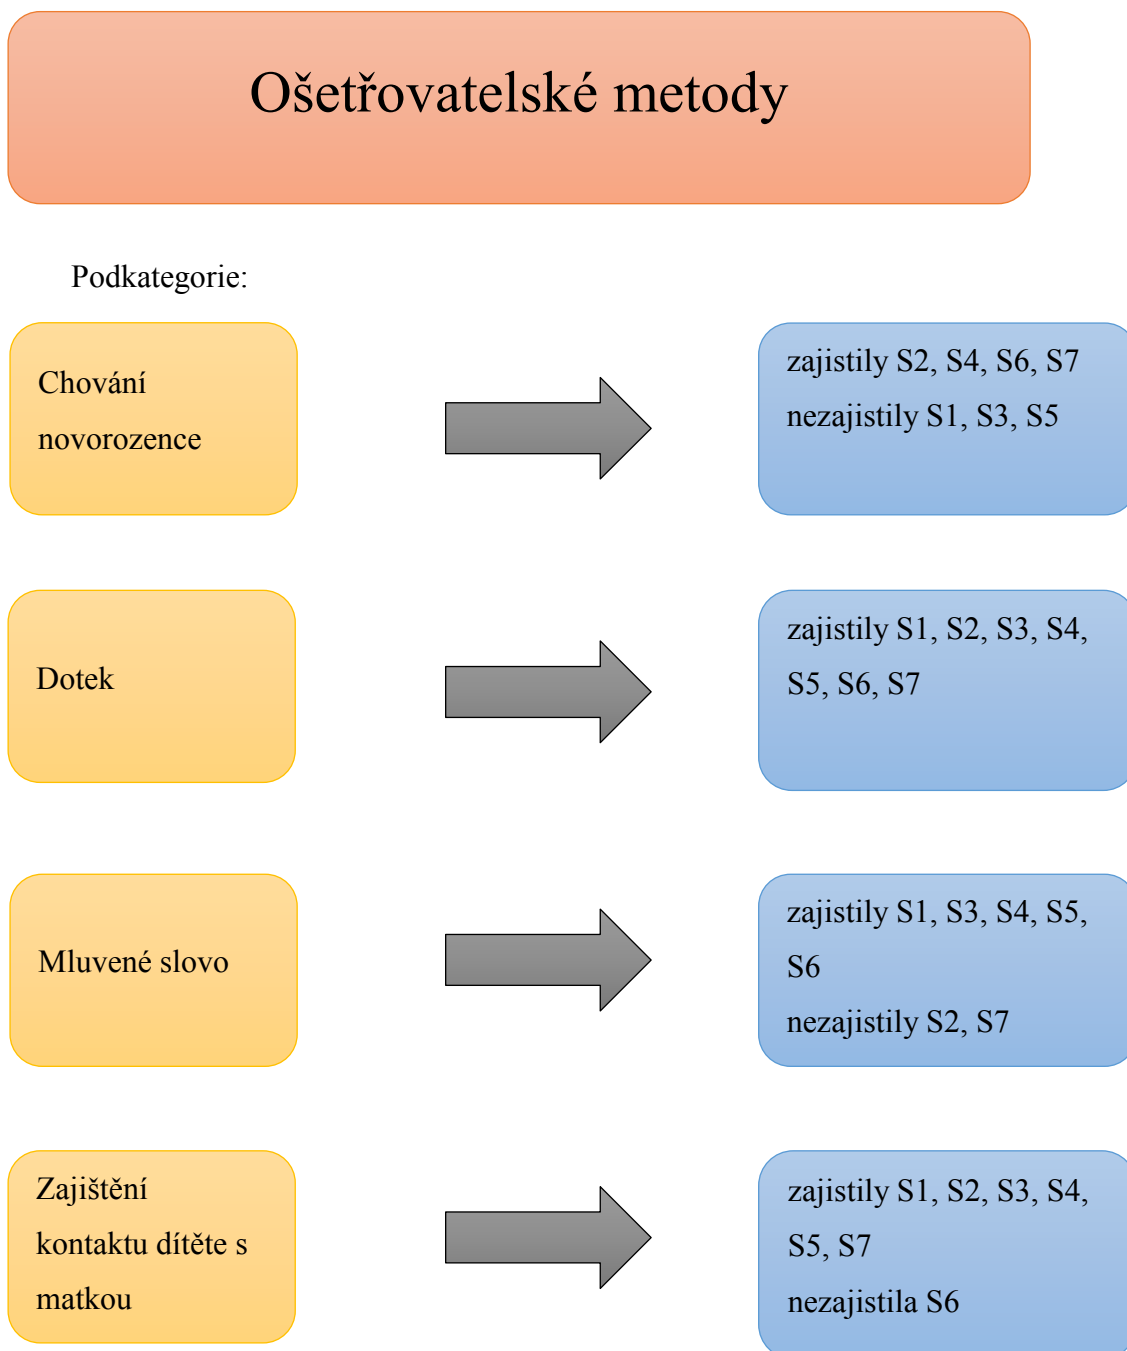 Ošetřovatelské metody
Podkategorie:
Chování
novorozence
zajistily S2, S4, S6, S7
nezajistily S1, S3, S5
Dotek
zajistily S1, S2, S3, S4,
S5, S6, S7
Mluvené slovo
zajistily S1, S3, S4, S5,
S6
nezajistily S2, S7
Zajištění
kontaktu dítěte s
matkou
zajistily S1, S2, S3, S4,
S5, S7
nezajistila S6